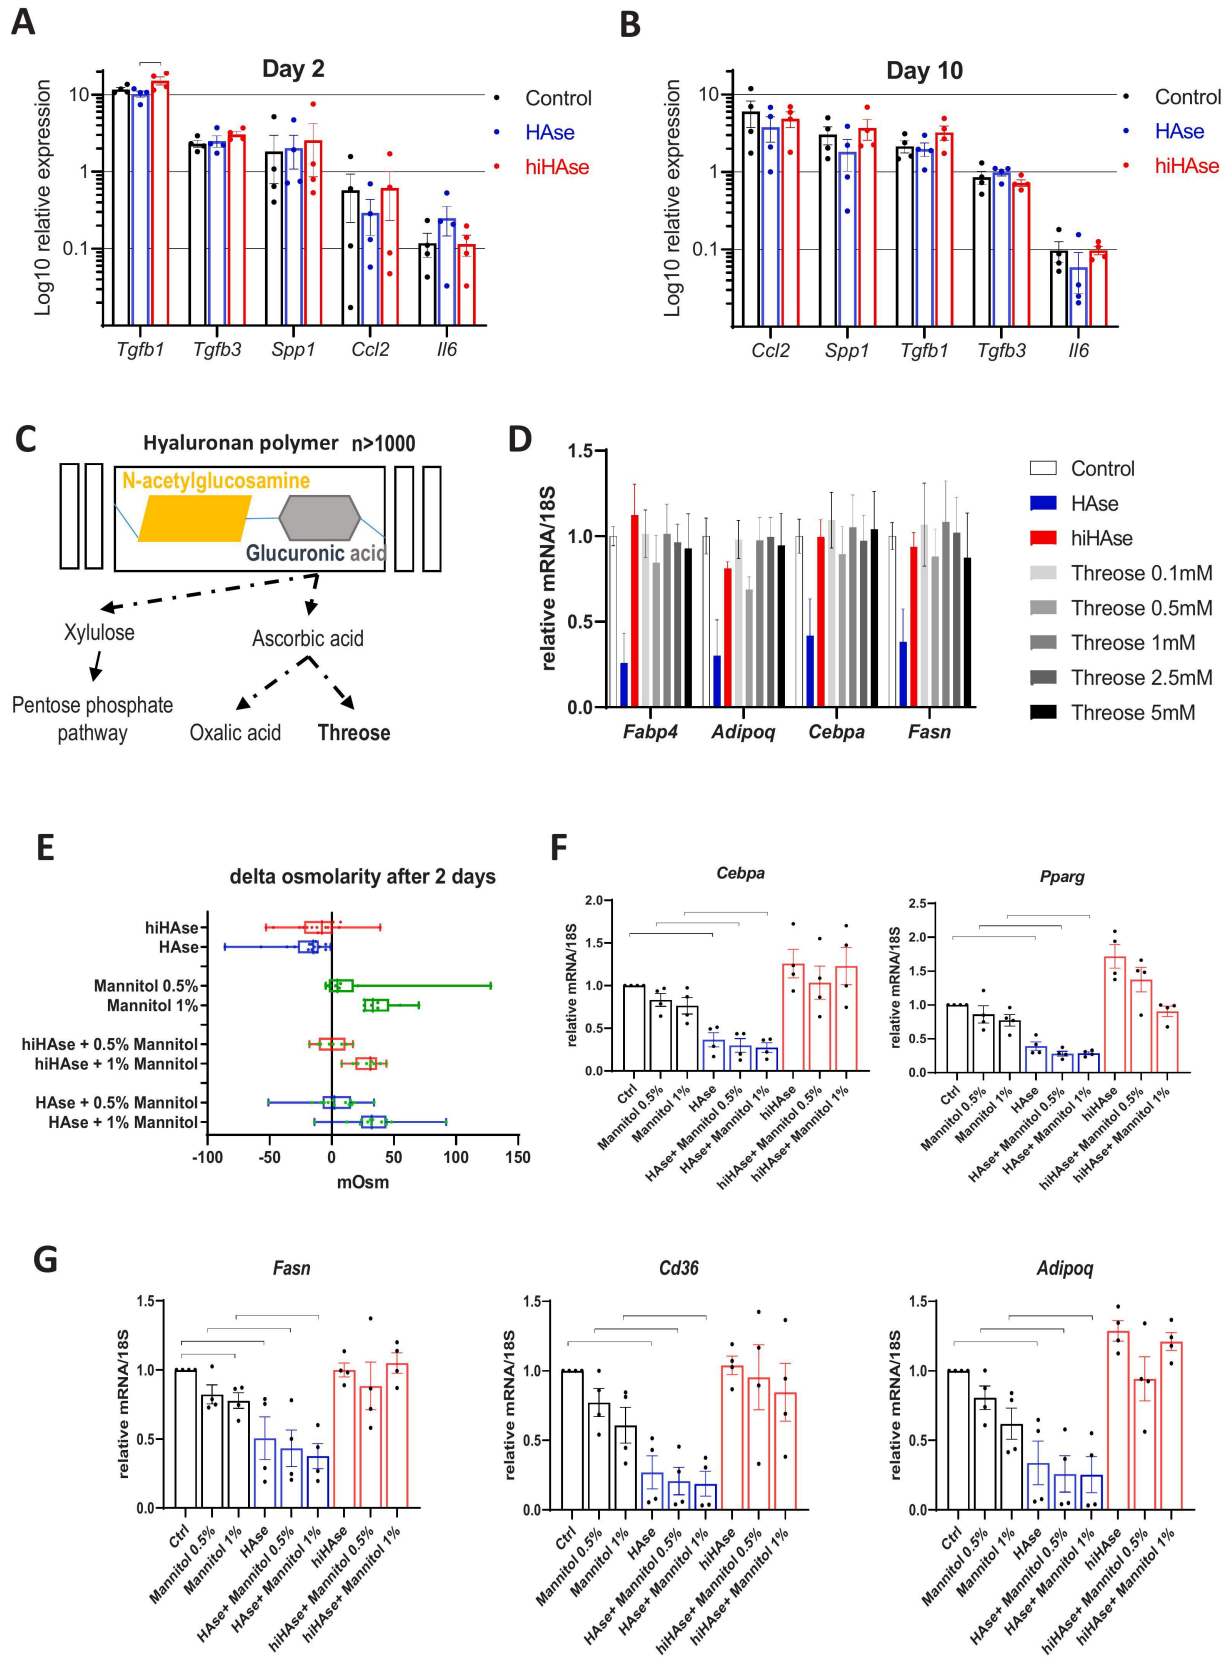 A
Day 2
Log10 relative expression
10
1
0.1
Tgfb1 Tgfb3 Spp1 Ccl2 Il6
Control
HAse
hiHAse
B
Day 10
Log10 relative expression
10
1
0.1
Ccl2 Spp1 Tgfb1 Tgfb3 Il6
Control
HAse
hiHAse
C
Hyaluronan polymer n>1000
N-acetylglucosamine
Glucuronic acid
Xylulose
Ascorbic acid
Pentose phosphate
pathway
Oxalic acid
Threose
D
relative mRNA/18S
1.5
1.0
0.5
0.0
Fabp4 Adipoq Cebpa Fasn
Control
HAse
hiHAse
Threose 0.1mM
Threose 0.5mM
Threose 1mM
Threose 2.5mM
Threose 5mM
E
delta osmolarity after 2 days
hiHAse
HAse
Mannitol 0.5%
Mannitol 1%
hiHAse + 0.5% Mannitol
hiHAse + 1% Mannitol
HAse + 0.5% Mannitol
HAse + 1% Mannitol
-100 -50 0 50 100 150
mOsm
F
Cebpa
relative mRNA/18S
2.0
1.5
1.0
0.5
0.0
Ctrl
Mannitol 0.5%
Mannitol 1%
HAse
HAse+ Mannitol 0.5%
HAse+ Mannitol 1%
hiHAse
hiHAse+ Mannitol 0.5%
hiHAse+ Mannitol 1%
Pparg
relative mRNA/18S
2.5
2.0
1.5
1.0
0.5
0.0
Ctrl
Mannitol 0.5%
Mannitol 1%
HAse
HAse+ Mannitol 0.5%
HAse+ Mannitol 1%
hiHAse
hiHAse+ Mannitol 0.5%
hiHAse+ Mannitol 1%
G
Fasn
relative mRNA/18S
1.5
1.0
0.5
0.0
Ctrl
Mannitol 0.5%
Mannitol 1%
HAse
HAse+ Mannitol 0.5%
HAse+ Mannitol 1%
hiHAse
hiHAse+ Mannitol 0.5%
hiHAse+ Mannitol 1%
Cd36
relative mRNA/18S
1.5
1.0
0.5
0.0
Ctrl
Mannitol 0.5%
Mannitol 1%
HAse
HAse+ Mannitol 0.5%
HAse+ Mannitol 1%
hiHAse
hiHAse+ Mannitol 0.5%
hiHAse+ Mannitol 1%
Adipoq
relative mRNA/18S
1.5
1.0
0.5
0.0
Ctrl
Mannitol 0.5%
Mannitol 1%
HAse
HAse+ Mannitol 0.5%
HAse+ Mannitol 1%
hiHAse
hiHAse+ Mannitol 0.5%
hiHAse+ Mannitol 1%